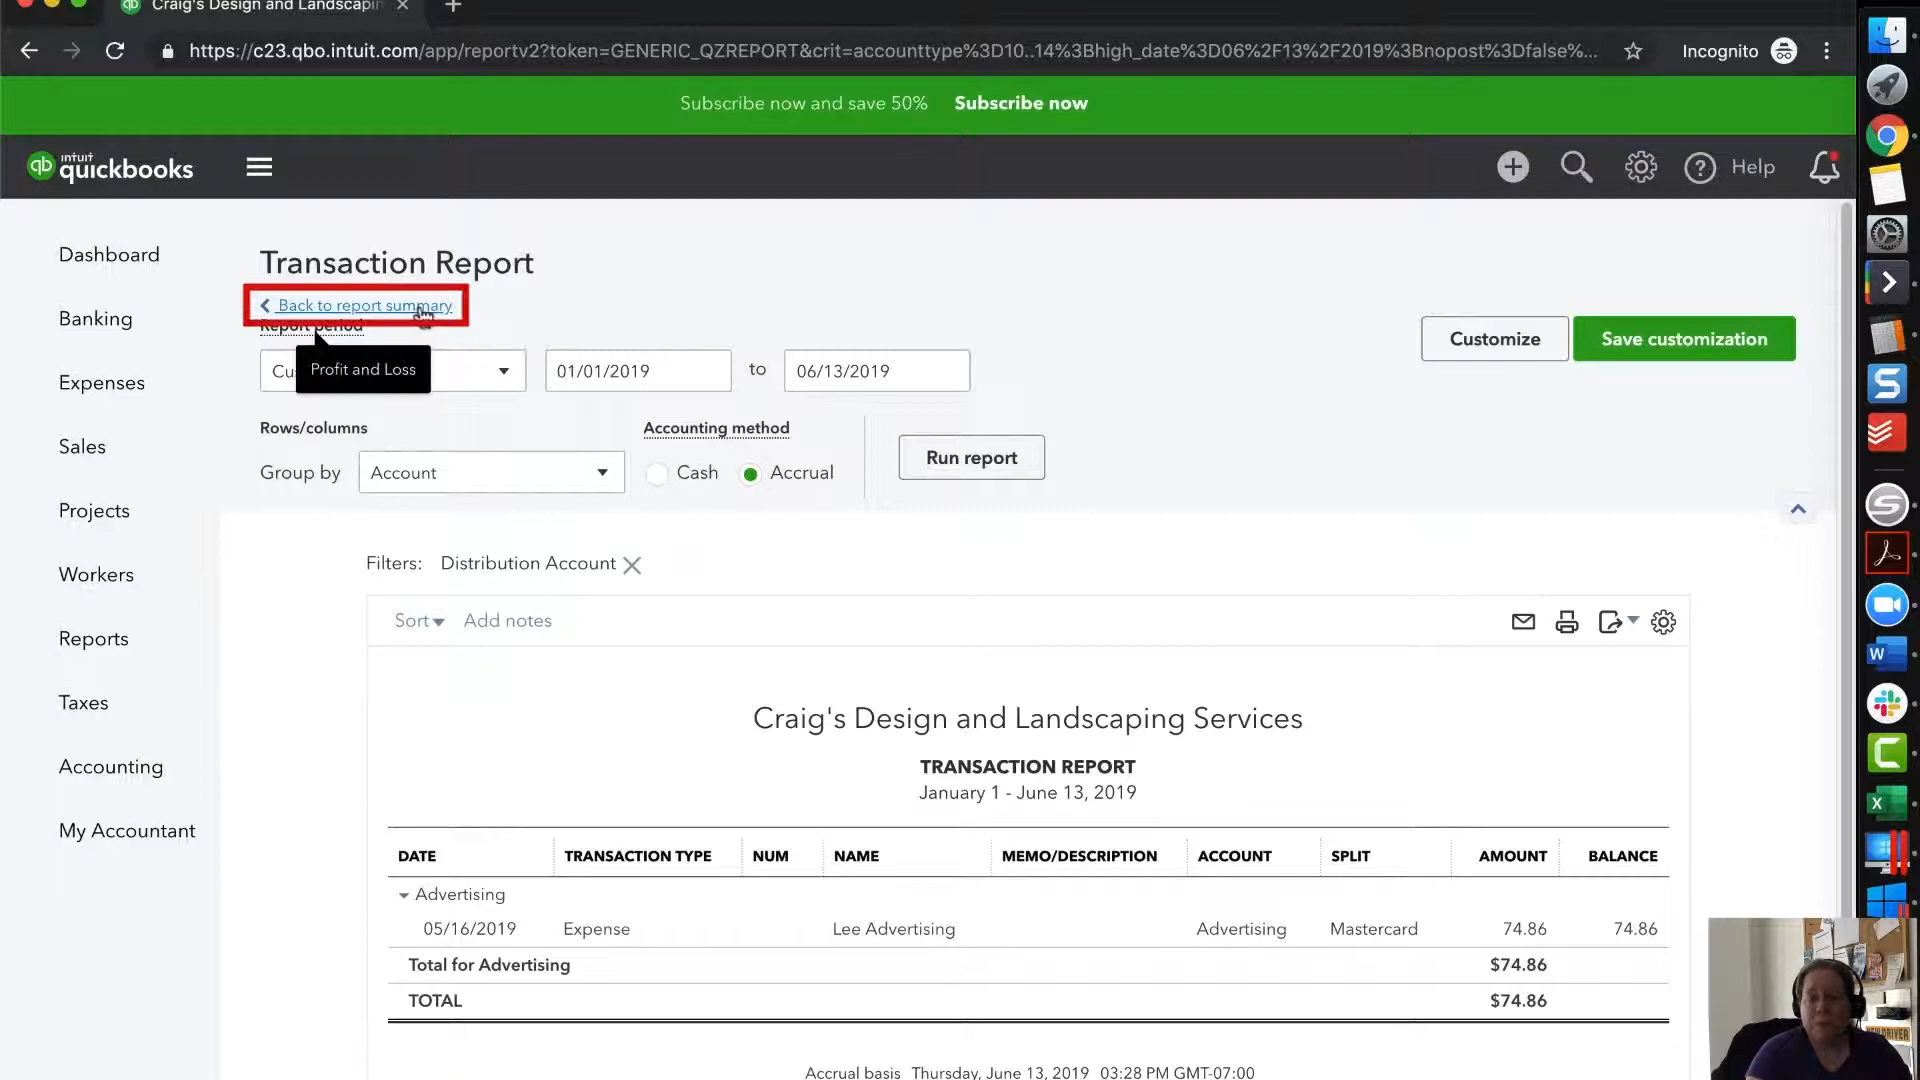 Craig's Design and Landscapin
https://c23.qbo.intuit.com/app/reportv2?token=GENERIC_QZREPORT&crit=accounttype%3D10..14%3Bhigh_date%3D06%2F13%2F2019%3Bnopost%3Dfalse%... Incognito
Subscribe now and save 50% Subscribe now
intuit quickbooks Help
Dashboard
Banking
Expenses
Sales
Projects
Workers
Reports
Taxes
Accounting
My Accountant
Transaction Report
Back to report summary
Report period
Customize Save customization
Cu Profit and Loss 01/01/2019 to 06/13/2019
Rows/columns Accounting method
Group by Account Cash Accrual Run report
Filters: Distribution Account
Sort Add notes
Craig's Design and Landscaping Services
TRANSACTION REPORT
January 1 - June 13, 2019
DATE TRANSACTION TYPE NUM NAME MEMO/DESCRIPTION ACCOUNT SPLIT AMOUNT BALANCE
Advertising
05/16/2019 Expense Lee Advertising Advertising Mastercard 74.86 74.86
Total for Advertising $74.86
TOTAL $74.86
Accrual basis Thursday, June 13, 2019 03:28 PM GMT-07:00